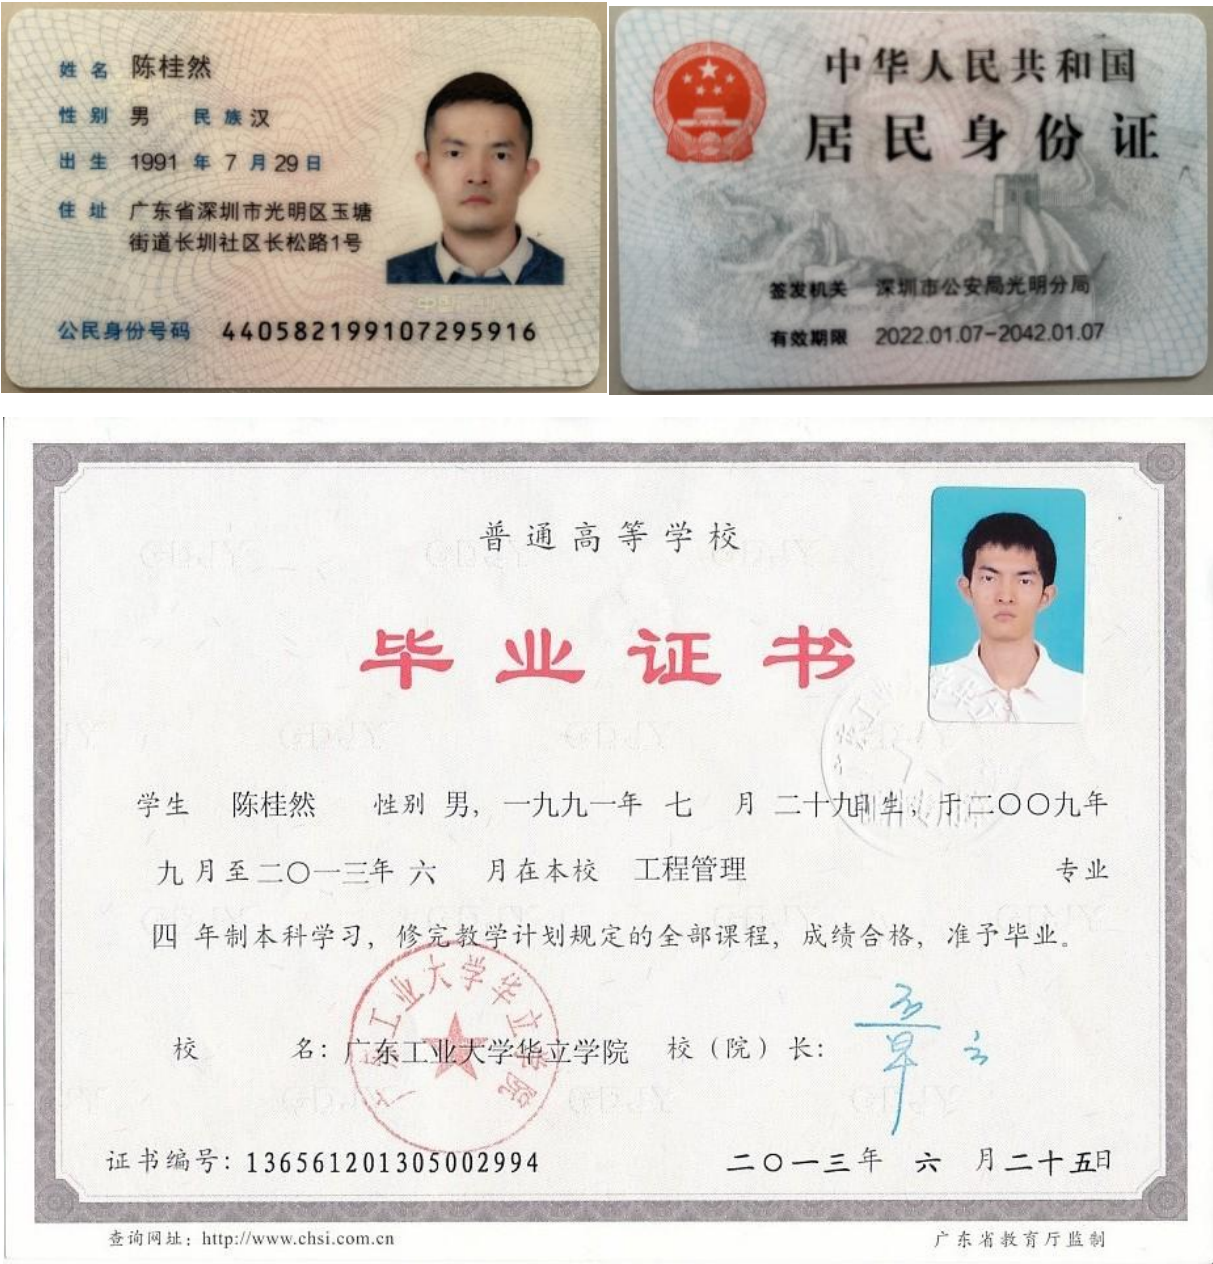 姓名 陈桂然
性别 男 民族 汉
出生 1991 年 7 月 29 日
住址 广东省深圳市光明区玉塘
街道长圳社区长松路1号
公民身份号码 440582199107295916
中华人民共和国
居民身份证
签发机关 深圳市公安局光明分局
有效期限 2022.01.07-2042.01.07
普通高等学校
毕业证书
学生 陈桂然 性别 男，一九九一年 七 月 二十九日生，于二〇〇九年
九月至二〇一三年 六 月在本校 工程管理 专业
四 年制本科学习，修完教学计划规定的全部课程，成绩合格，准予毕业。
校 名：广东工业大学华立学院 校（院）长：
广东工业大学华立学院
证书编号：136561201305002994 二〇一三年 六 月二十五日
查询网址：http://www.chsi.com.cn 广东省教育厅监制